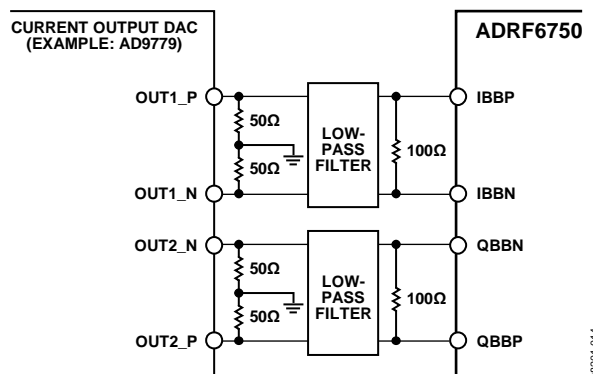 CURRENT OUTPUT DAC
(EXAMPLE: AD9779)
ADRF6750
OUT1_P
IBBP
50Ω
50Ω
LOW-
PASS
FILTER
100Ω
OUT1_N
IBBN
OUT2_N
QBBN
50Ω
50Ω
LOW-
PASS
FILTER
100Ω
OUT2_P
QBBP